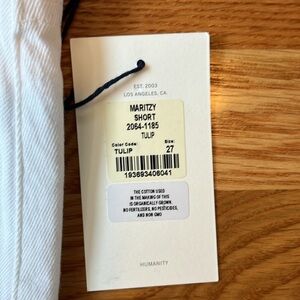 EST. 2003
LOS ANGELES, CA
MARITZY
SHORT
2064-1185
TULIP
Color Code: Size:
TULIP 27
193693406041
THE COTTON USED
IN THE MAKING OF THIS
IS ORGANICALLY GROWN.
NO FERTILIZERS, NO PESTICIDES,
AND NON GMO
HUMANITY